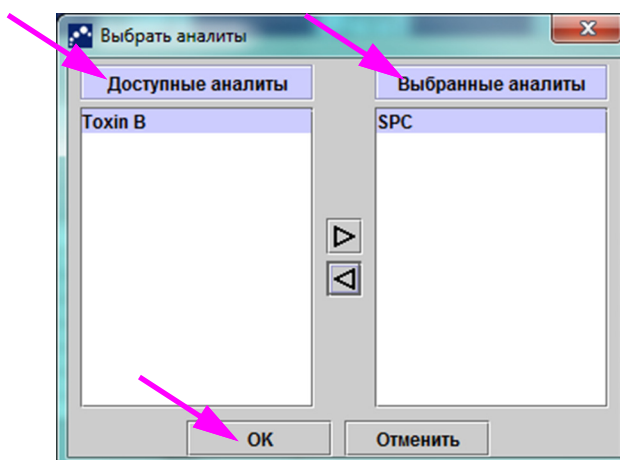 Выбрать аналиты
Доступные аналиты
Выбранные аналиты
Toxin B
SPC
OK
Отменить